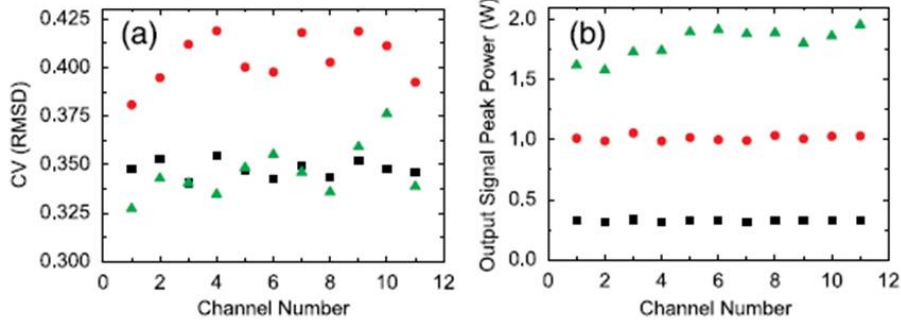 (a)
CV (RMSD)
0.425
0.400
0.375
0.350
0.325
0.300
0 2 4 6 8 10 12
Channel Number
(b)
Output Signal Peak Power (W)
2.0
1.5
1.0
0.5
0.0
0 2 4 6 8 10 12
Channel Number